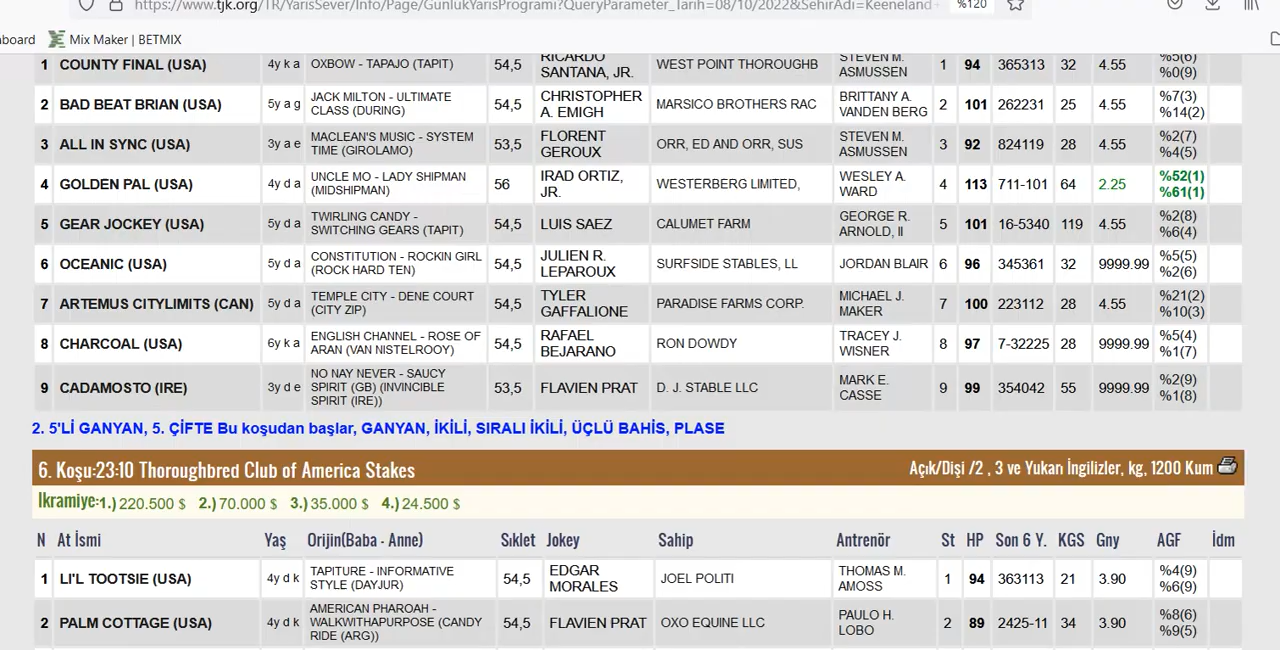 https://www.tjk.org/TR/YarisSever/Info/Page/GunlukYarisProgrami?QueryParameter_Tarih=08/10/2022&SehirAdi=Keeneland- %120
board Mix Maker | BETMIX
1 COUNTY FINAL (USA) 4y k a OXBOW - TAPAJO (TAPIT) 54,5 RICARDO SANTANA, JR. WEST POINT THOROUGHB STEVEN M. ASMUSSEN 1 94 365313 32 4.55 %5(6) %0(9)
2 BAD BEAT BRIAN (USA) 5y a g JACK MILTON - ULTIMATE CLASS (DURING) 54,5 CHRISTOPHER A. EMIGH MARSICO BROTHERS RAC BRITTANY A. VANDEN BERG 2 101 262231 25 4.55 %7(3) %14(2)
3 ALL IN SYNC (USA) 3y a e MACLEAN'S MUSIC - SYSTEM TIME (GIROLAMO) 53,5 FLORENT GEROUX ORR, ED AND ORR, SUS STEVEN M. ASMUSSEN 3 92 824119 28 4.55 %2(7) %4(5)
4 GOLDEN PAL (USA) 4y d a UNCLE MO - LADY SHIPMAN (MIDSHIPMAN) 56 IRAD ORTIZ, JR. WESTERBERG LIMITED, WESLEY A. WARD 4 113 711-101 64 2.25 %52(1) %61(1)
5 GEAR JOCKEY (USA) 5y d a TWIRLING CANDY - SWITCHING GEARS (TAPIT) 54,5 LUIS SAEZ CALUMET FARM GEORGE R. ARNOLD, II 5 101 16-5340 119 4.55 %2(8) %6(4)
6 OCEANIC (USA) 5y d a CONSTITUTION - ROCKIN GIRL (ROCK HARD TEN) 54,5 JULIEN R. LEPAROUX SURFSIDE STABLES, LL JORDAN BLAIR 6 96 345361 32 9999.99 %5(5) %2(6)
7 ARTEMUS CITYLIMITS (CAN) 5y d a TEMPLE CITY - DENE COURT (CITY ZIP) 54,5 TYLER GAFFALIONE PARADISE FARMS CORP. MICHAEL J. MAKER 7 100 223112 28 4.55 %21(2) %10(3)
8 CHARCOAL (USA) 6y k a ENGLISH CHANNEL - ROSE OF ARAN (VAN NISTELROOY) 54,5 RAFAEL BEJARANO RON DOWDY TRACEY J. WISNER 8 97 7-32225 28 9999.99 %5(4) %1(7)
9 CADAMOSTO (IRE) 3y d e NO NAY NEVER - SAUCY SPIRIT (GB) (INVINCIBLE SPIRIT (IRE)) 53,5 FLAVIEN PRAT D. J. STABLE LLC MARK E. CASSE 9 99 354042 55 9999.99 %2(9) %1(8)
2. 5'Lİ GANYAN, 5. ÇİFTE Bu koşudan başlar, GANYAN, İKİLİ, SIRALI İKİLİ, ÜÇLÜ BAHİS, PLASE
6. Koşu:23:10 Thoroughbred Club of America Stakes Açık/Dişi /2 , 3 ve Yukarı İngilizler, kg, 1200 Kum
Ikramiye:1.) 220.500 $ 2.) 70.000 $ 3.) 35.000 $ 4.) 24.500 $
N At İsmi Yaş Orijin(Baba - Anne) Sıklet Jokey Sahip Antrenör St HP Son 6 Y. KGS Gny AGF İdm
1 LI'L TOOTSIE (USA) 4y d k TAPITURE - INFORMATIVE STYLE (DAYJUR) 54,5 EDGAR MORALES JOEL POLITI THOMAS M. AMOSS 1 94 363113 21 3.90 %4(9) %6(9)
2 PALM COTTAGE (USA) 4y d k AMERICAN PHAROAH - WALKWITHAPURPOSE (CANDY RIDE (ARG)) 54,5 FLAVIEN PRAT OXO EQUINE LLC PAULO H. LOBO 2 89 2425-11 34 3.90 %8(6) %9(5)